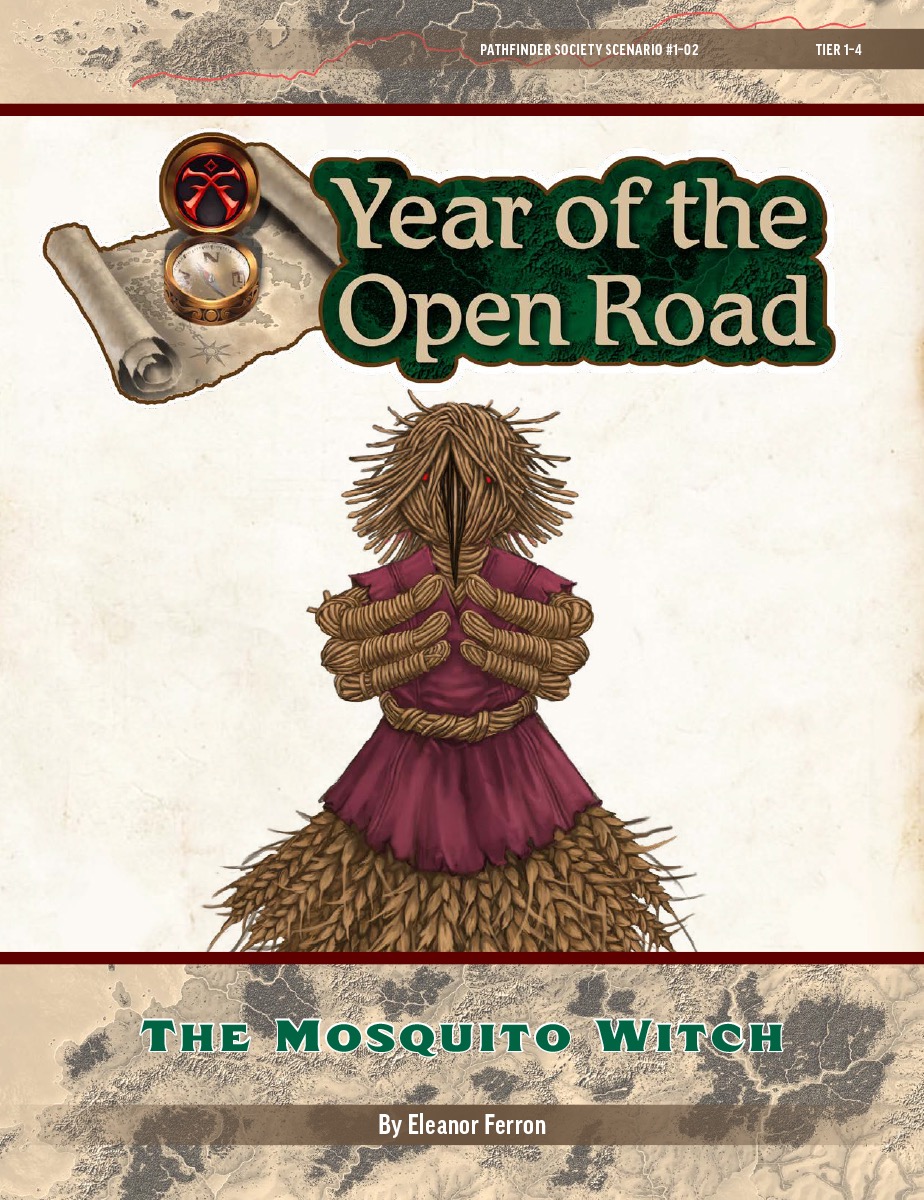 PATHFINDER SOCIETY SCENARIO #1–02 TIER 1–4
Year of the
Open Road
N
The Mosquito Witch
By Eleanor Ferron